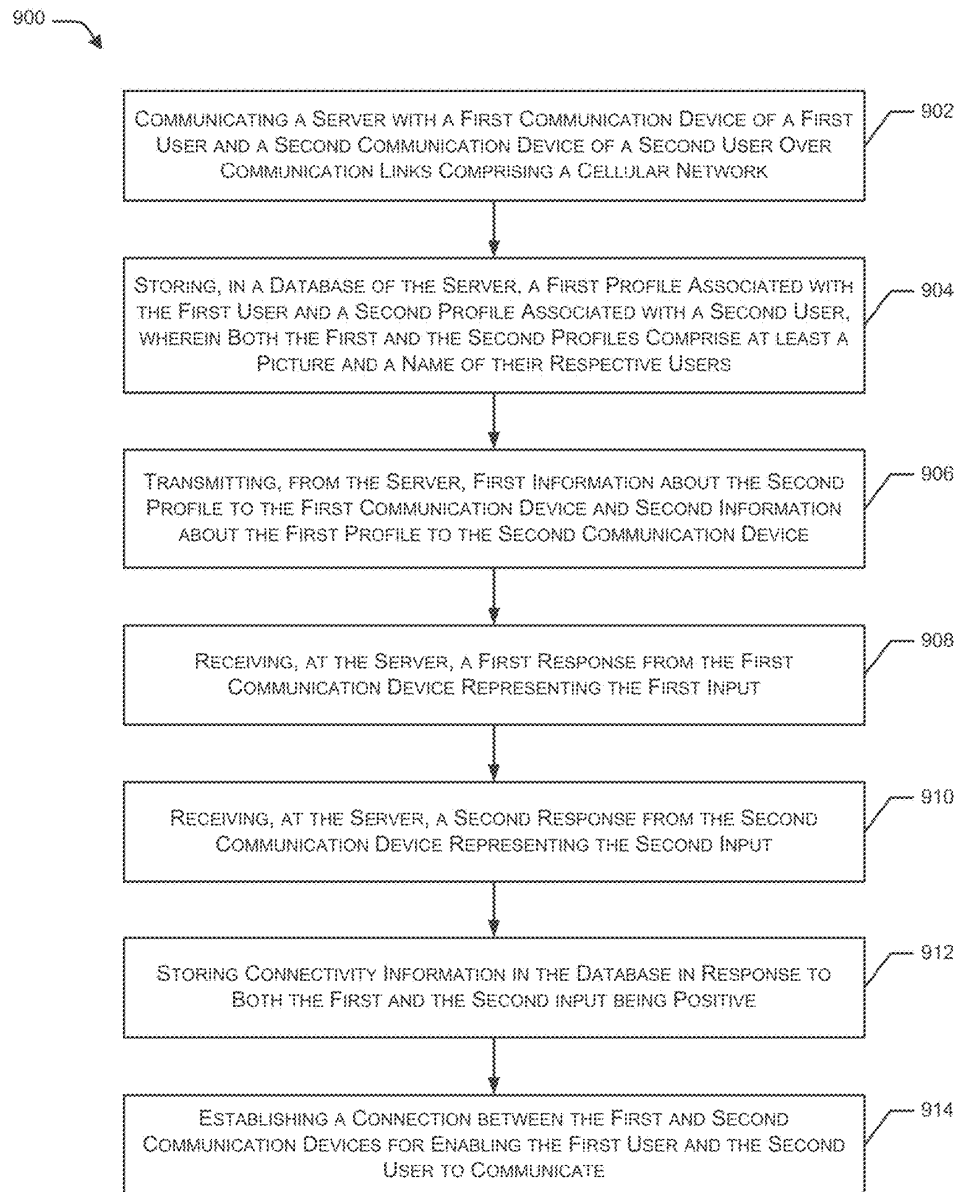 900
COMMUNICATING A SERVER WITH A FIRST COMMUNICATION DEVICE OF A FIRST
USER AND A SECOND COMMUNICATION DEVICE OF A SECOND USER OVER
COMMUNICATION LINKS COMPRISING A CELLULAR NETWORK
902
STORING, IN A DATABASE OF THE SERVER, A FIRST PROFILE ASSOCIATED WITH
THE FIRST USER AND A SECOND PROFILE ASSOCIATED WITH A SECOND USER,
WHEREIN BOTH THE FIRST AND THE SECOND PROFILES COMPRISE AT LEAST A
PICTURE AND A NAME OF THEIR RESPECTIVE USERS
904
TRANSMITTING, FROM THE SERVER, FIRST INFORMATION ABOUT THE SECOND
PROFILE TO THE FIRST COMMUNICATION DEVICE AND SECOND INFORMATION
ABOUT THE FIRST PROFILE TO THE SECOND COMMUNICATION DEVICE
906
RECEIVING, AT THE SERVER, A FIRST RESPONSE FROM THE FIRST
COMMUNICATION DEVICE REPRESENTING THE FIRST INPUT
908
RECEIVING, AT THE SERVER, A SECOND RESPONSE FROM THE SECOND
COMMUNICATION DEVICE REPRESENTING THE SECOND INPUT
910
STORING CONNECTIVITY INFORMATION IN THE DATABASE IN RESPONSE TO
BOTH THE FIRST AND THE SECOND INPUT BEING POSITIVE
912
ESTABLISHING A CONNECTION BETWEEN THE FIRST AND SECOND
COMMUNICATION DEVICES FOR ENABLING THE FIRST USER AND THE SECOND
USER TO COMMUNICATE
914